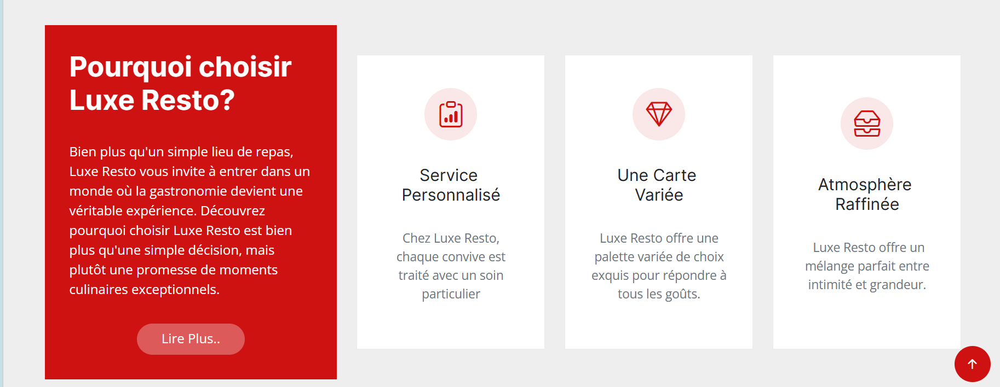 Pourquoi choisir
Luxe Resto?
Bien plus qu'un simple lieu de repas,
Luxe Resto vous invite à entrer dans un
monde où la gastronomie devient une
véritable expérience. Découvrez
pourquoi choisir Luxe Resto est bien
plus qu'une simple décision, mais
plutôt une promesse de moments
culinaires exceptionnels.
Lire Plus..
Service
Personnalisé
Chez Luxe Resto,
chaque convive est
traité avec un soin
particulier
Une Carte
Variée
Luxe Resto offre une
palette variée de choix
exquis pour répondre à
tous les goûts.
Atmosphère
Raffinée
Luxe Resto offre un
mélange parfait entre
intimité et grandeur.